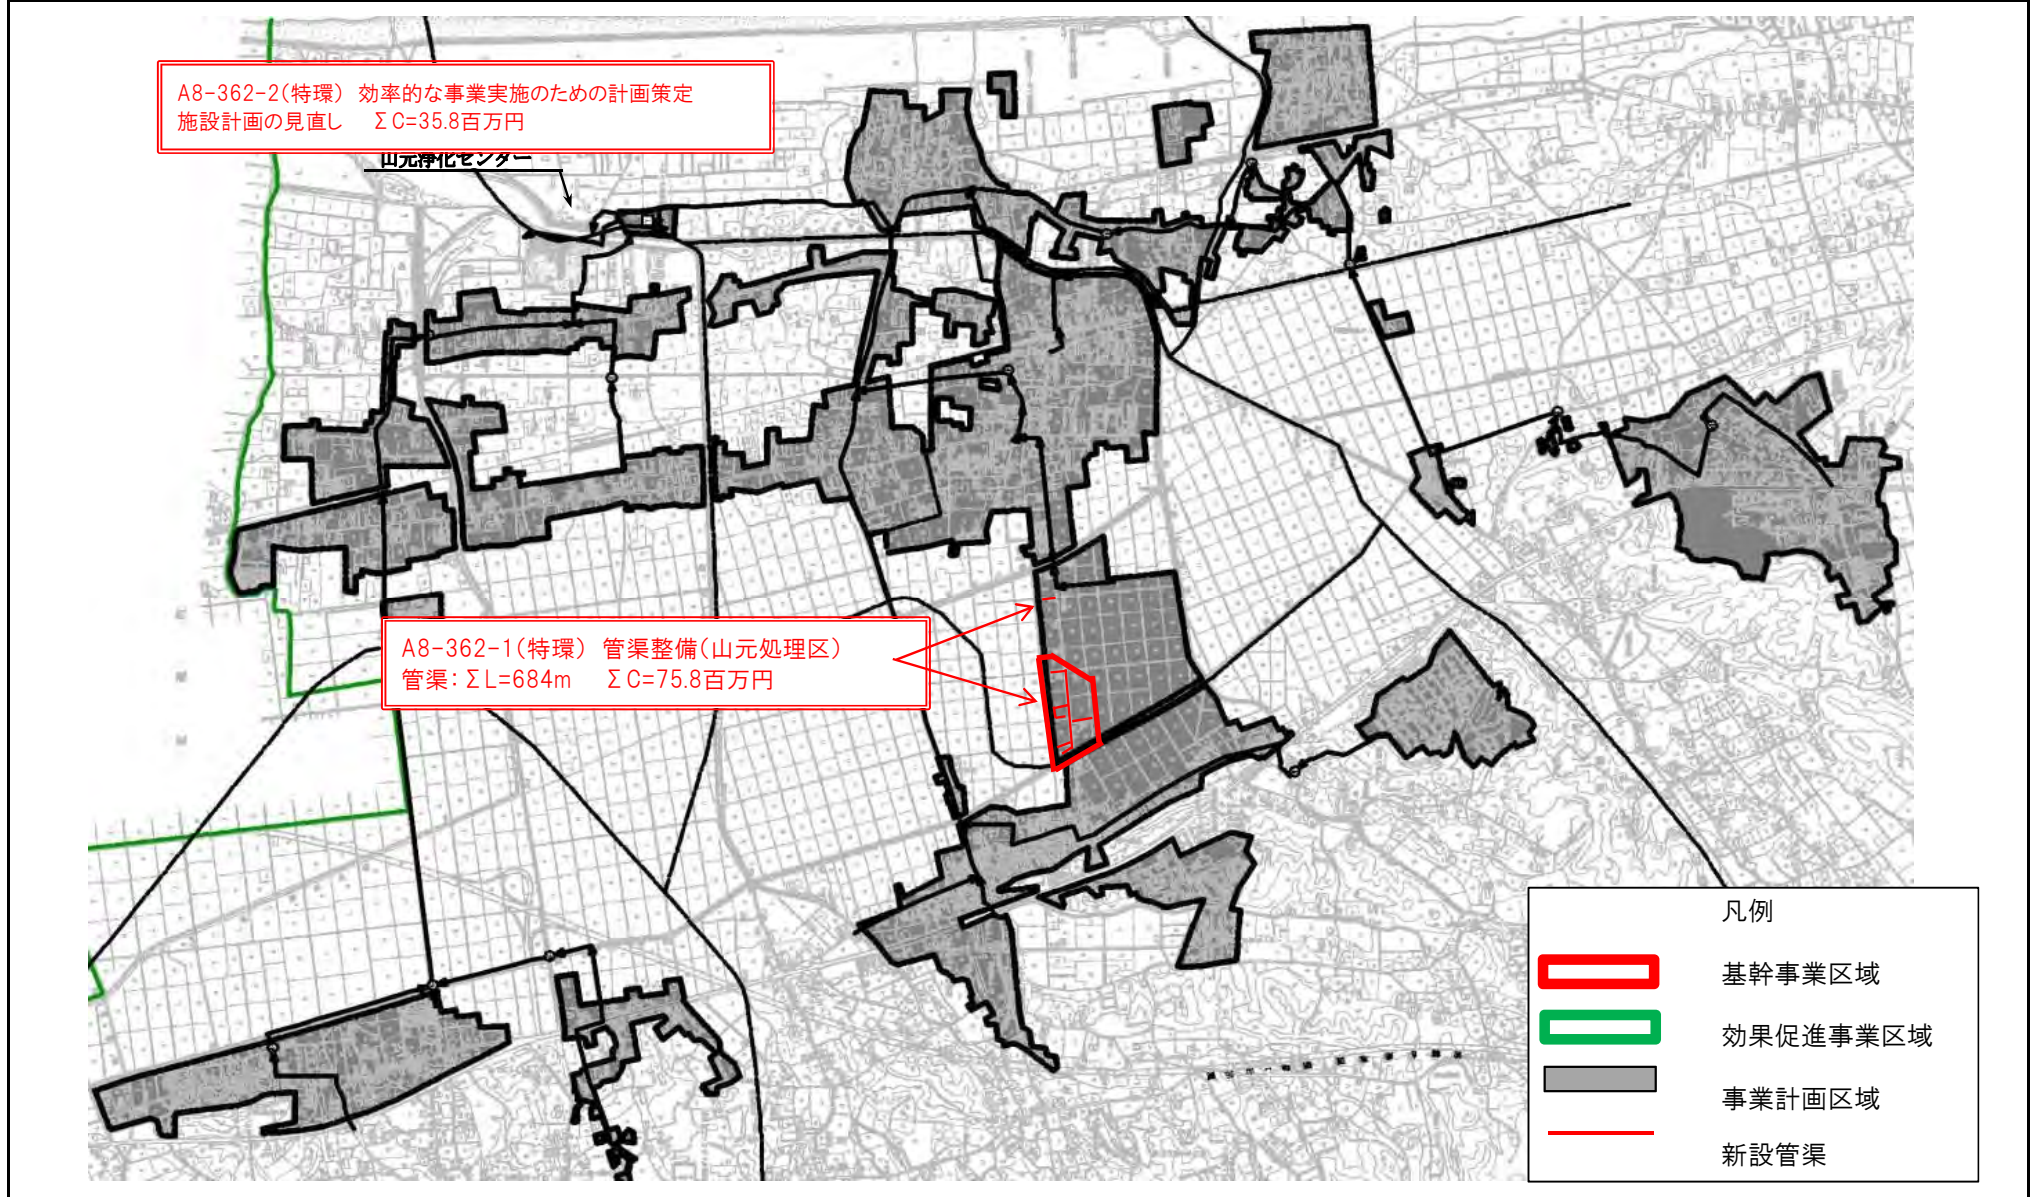 A8-362-2(特環) 効率的な事業実施のための計画策定
施設計画の見直し ΣC=35.8百万円
山元浄化センター
A8-362-1(特環) 管渠整備(山元処理区)
管渠:ΣL=684m ΣC=75.8百万円
凡例
基幹事業区域
効果促進事業区域
事業計画区域
新設管渠